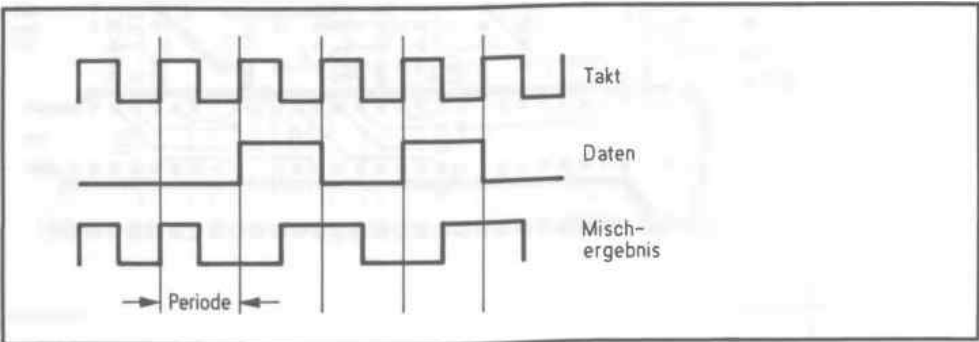 Takt
Daten
Misch-
ergebnis
Periode